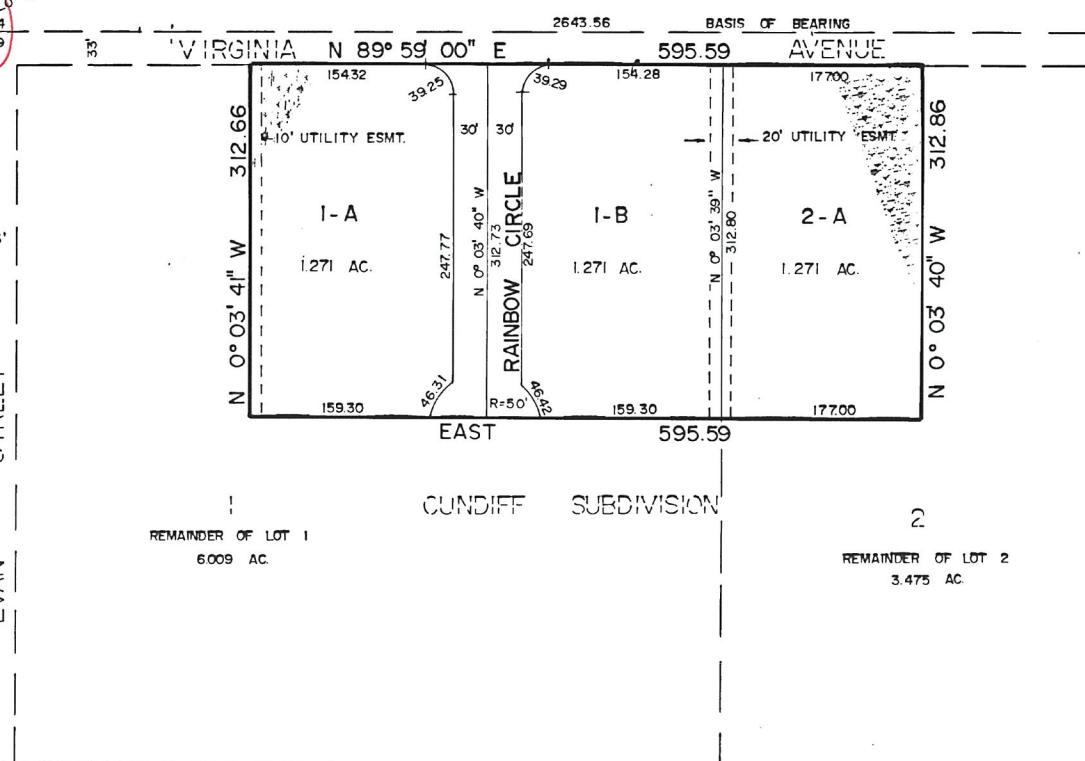 2643.56 BASIS OF BEARING
33'
VIRGINIA N 89° 59' 00" E 595.59 AVENUE
154.32 39.25 39.29 154.28 177.00
312.66
312.86
30' 30'
10' UTILITY ESMT.
20' UTILITY ESMT.
1-A
1-B
2-A
1.271 AC.
1.271 AC.
1.271 AC.
N 0° 03' 41" W
247.77
N 0° 03' 40" W
312.73
RAINBOW CIRCLE
247.69
N 0° 03' 39" W
312.80
N 0° 03' 40" W
46.31
R=50'
46.42
159.30 159.30 177.00
EAST 595.59
1
CUNDIFF SUBDIVISION
2
REMAINDER OF LOT 1
6.009 AC.
REMAINDER OF LOT 2
3.475 AC.